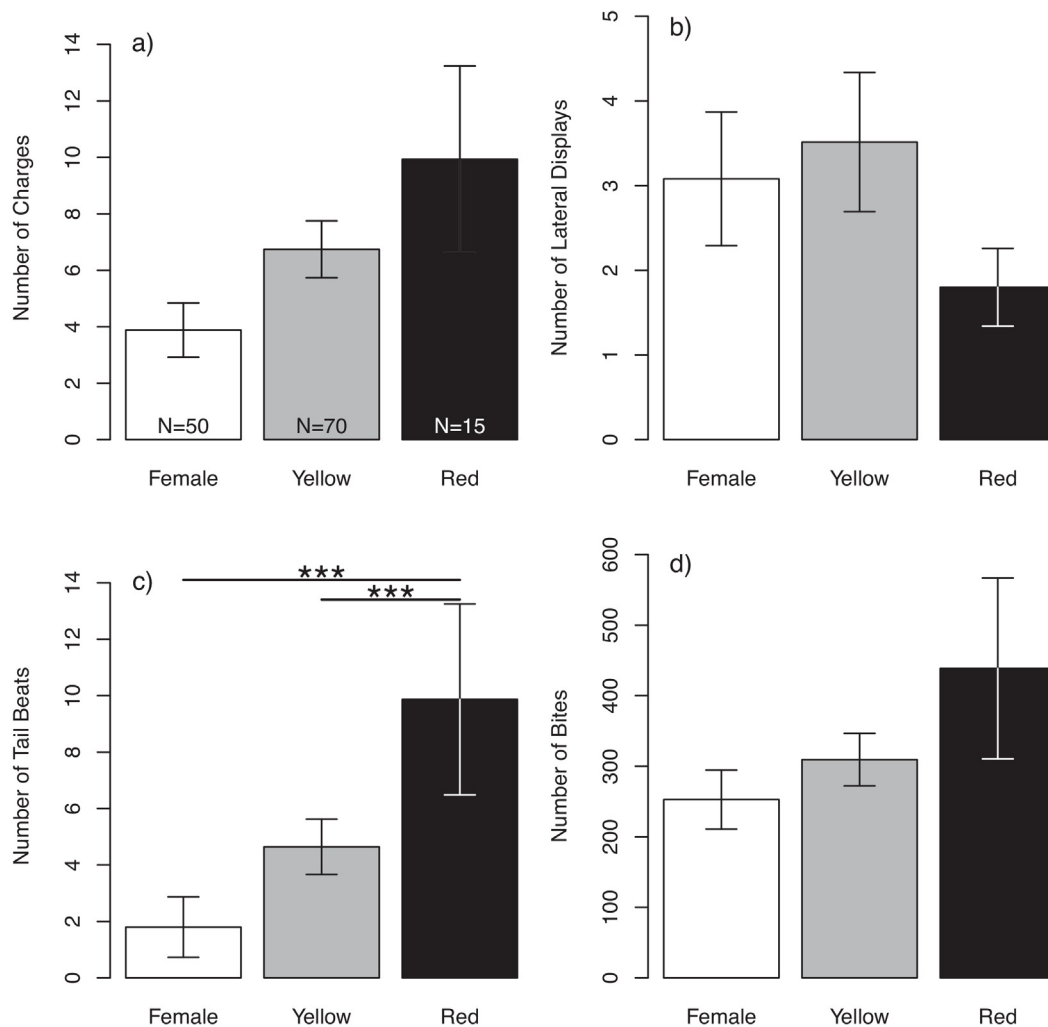 a)
Number of Charges
14
12
10
8
6
4
2
0
N=50 N=70 N=15
Female Yellow Red
b)
Number of Lateral Displays
5
4
3
2
1
0
Female Yellow Red
c)
Number of Tail Beats
14
12
10
8
6
4
2
0
***
***
Female Yellow Red
d)
Number of Bites
600
500
400
300
200
100
0
Female Yellow Red